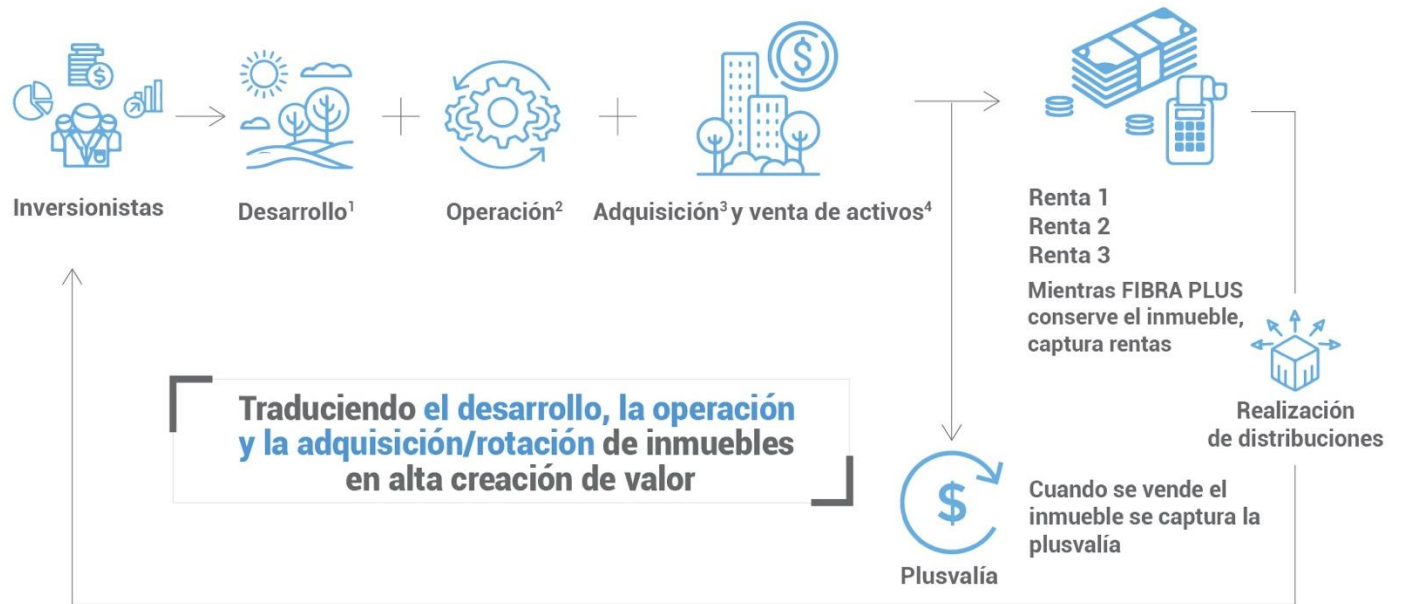 Inversionistas
Desarrollo¹
Operación²
Adquisición³ y venta de activos⁴
Renta 1
Renta 2
Renta 3
Mientras FIBRA PLUS
conserve el inmueble,
captura rentas
Realización
de distribuciones
Traduciendo el desarrollo, la operación
y la adquisición/rotación de inmuebles
en alta creación de valor
Plusvalía
Cuando se vende el
inmueble se captura la
plusvalía